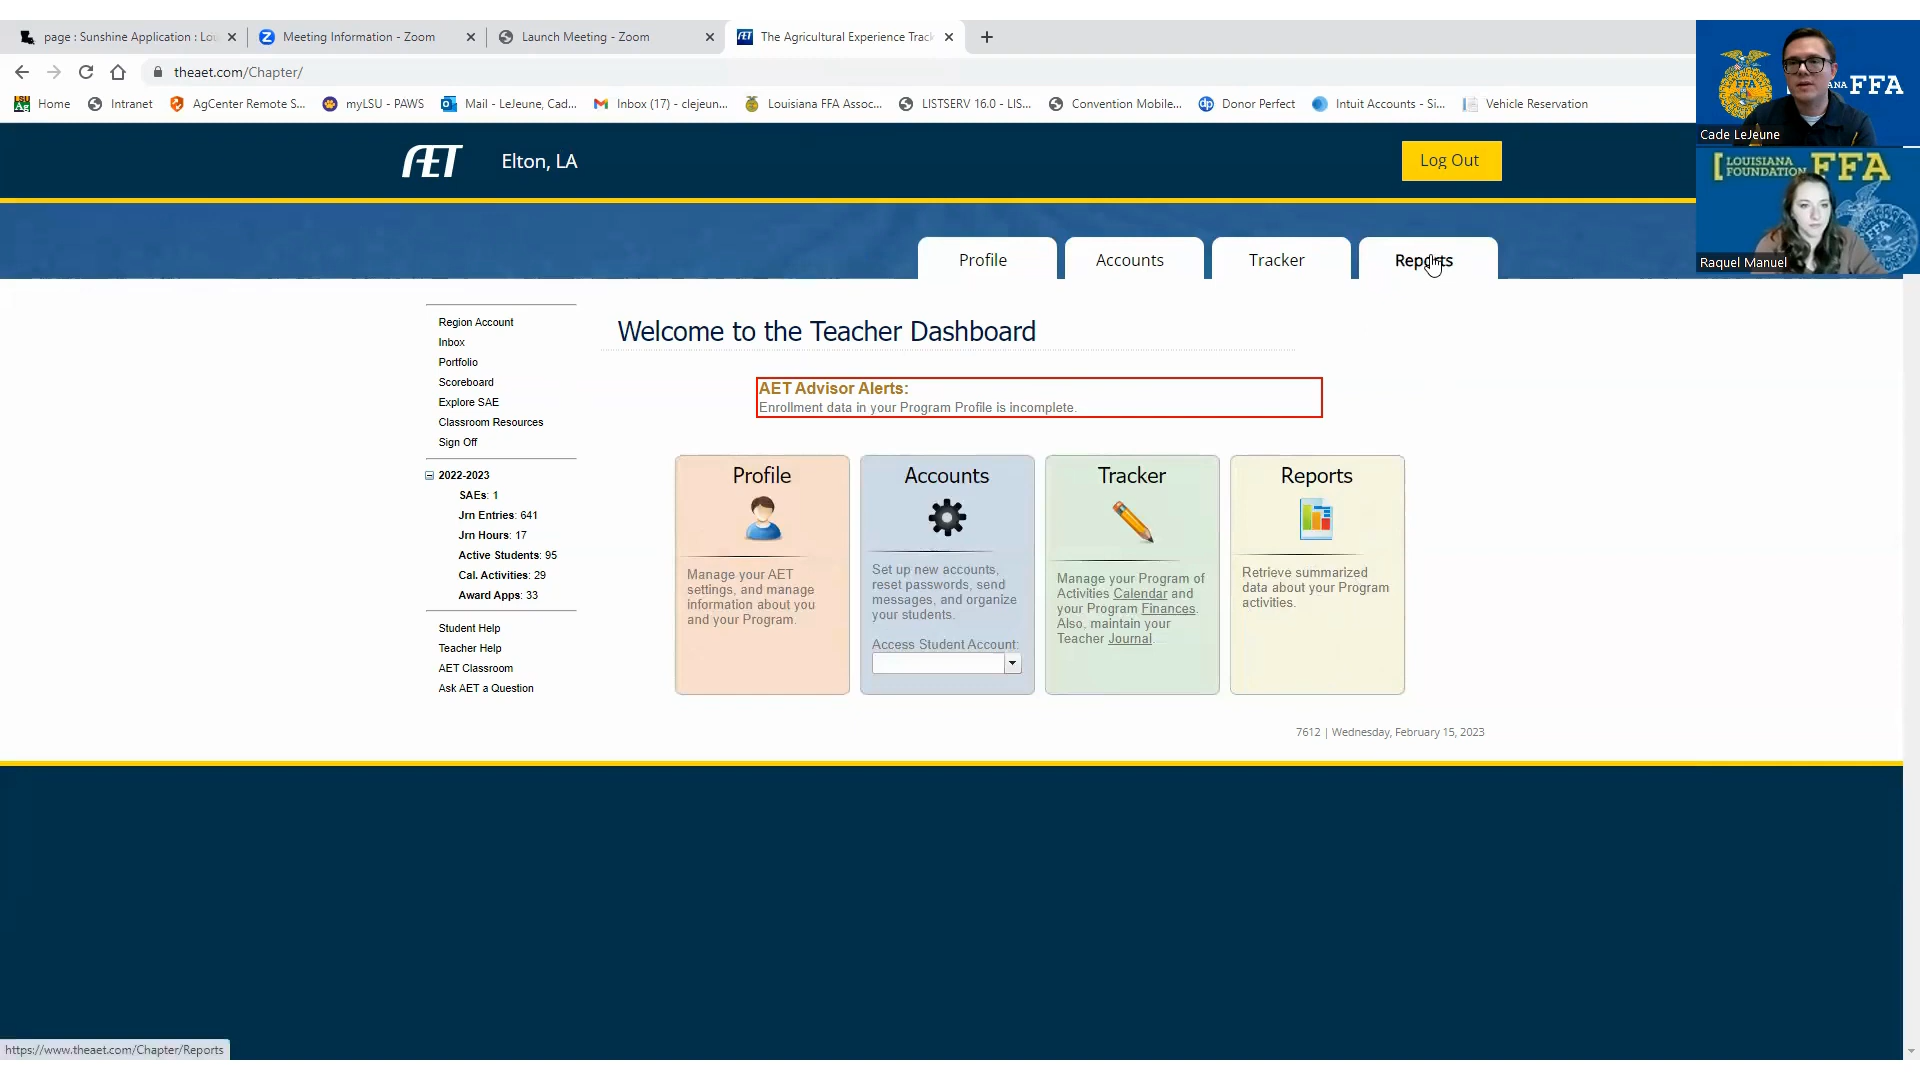 page : Sunshine Application : Lou
Meeting Information - Zoom
Launch Meeting - Zoom
The Agricultural Experience Track
theaet.com/Chapter/
Home
Intranet
AgCenter Remote S...
myLSU - PAWS
Mail - LeJeune, Cad...
Inbox (17) - clejeun...
Louisiana FFA Assoc...
LISTSERV 16.0 - LIS...
Convention Mobile...
Donor Perfect
Intuit Accounts - Si...
Vehicle Reservation
FFA
Cade LeJeune
LOUISIANA
FOUNDATION
FFA
Raquel Manuel
AET
Elton, LA
Log Out
Profile
Accounts
Tracker
Reports
Region Account
Inbox
Portfolio
Scoreboard
Explore SAE
Classroom Resources
Sign Off
2022-2023
SAEs: 1
Jrn Entries: 641
Jrn Hours: 17
Active Students: 95
Cal. Activities: 29
Award Apps: 33
Student Help
Teacher Help
AET Classroom
Ask AET a Question
Welcome to the Teacher Dashboard
AET Advisor Alerts:
Enrollment data in your Program Profile is incomplete.
Profile
Manage your AET
settings, and manage
information about you
and your Program.
Accounts
Set up new accounts,
reset passwords, send
messages, and organize
your students.
Access Student Account:
Tracker
Manage your Program of
Activities Calendar and
your Program Finances.
Also, maintain your
Teacher Journal.
Reports
Retrieve summarized
data about your Program
activities.
7612 | Wednesday, February 15, 2023
https://www.theaet.com/Chapter/Reports